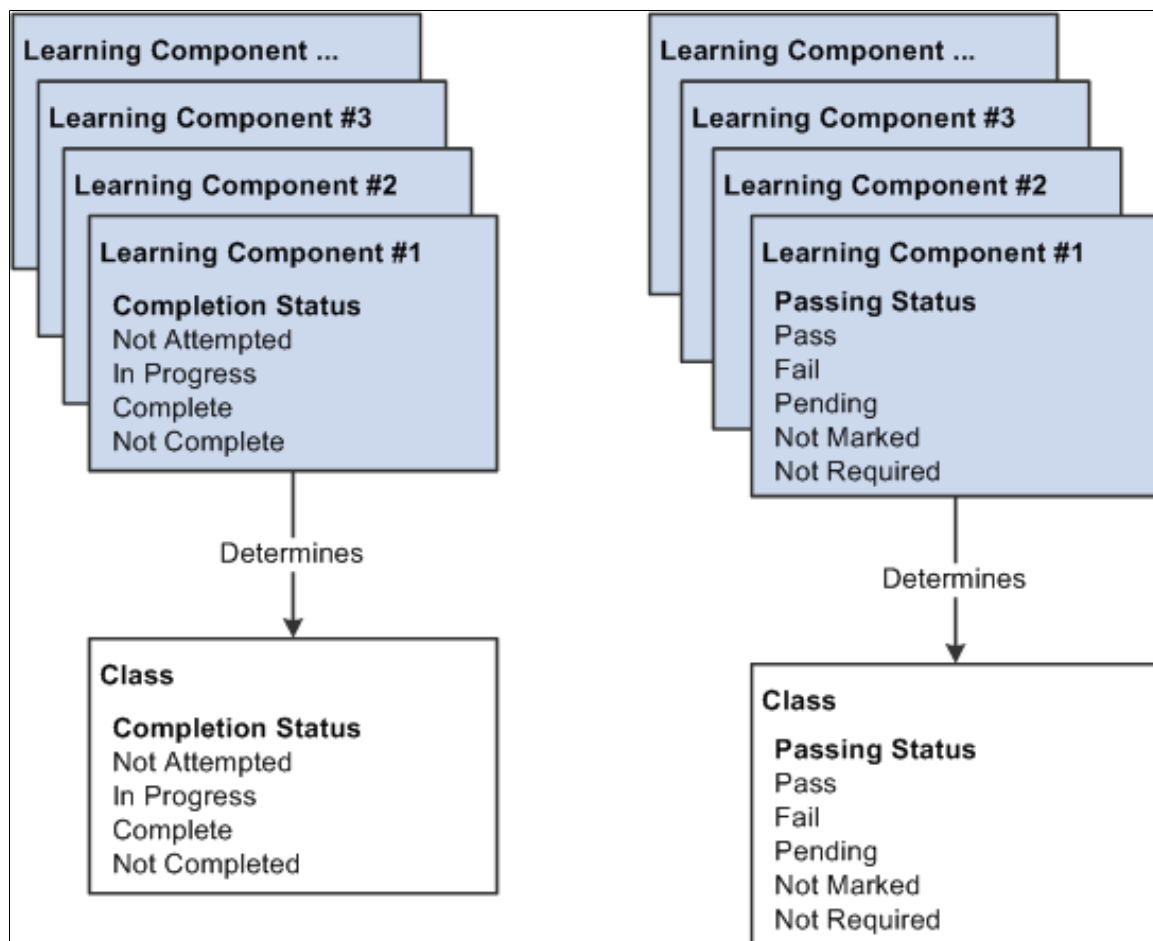 Learning Component ...
Learning Component #3
Learning Component #2
Learning Component #1
Completion Status
Not Attempted
In Progress
Complete
Not Complete
Determines
Class
Completion Status
Not Attempted
In Progress
Complete
Not Completed
Learning Component ...
Learning Component #3
Learning Component #2
Learning Component #1
Passing Status
Pass
Fail
Pending
Not Marked
Not Required
Determines
Class
Passing Status
Pass
Fail
Pending
Not Marked
Not Required